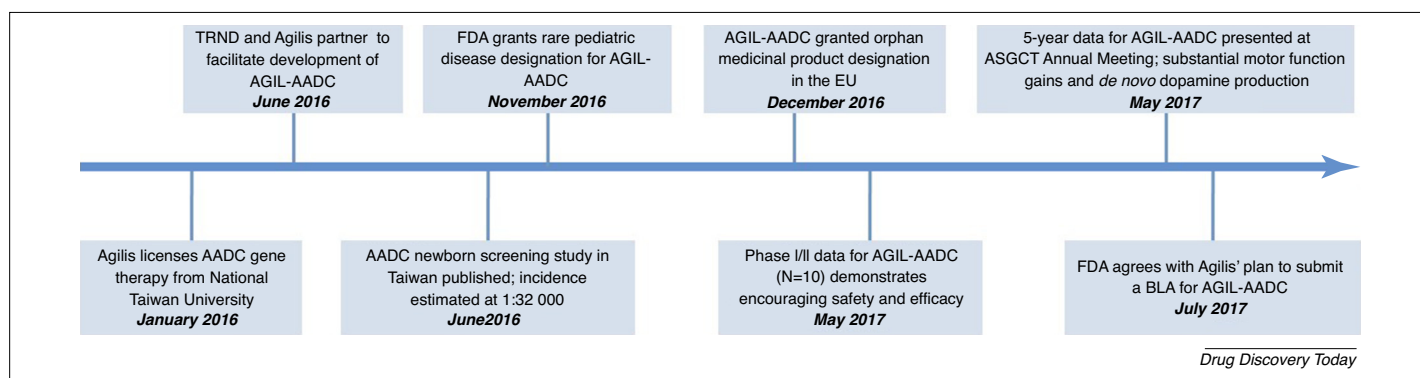 TRND and Agilis partner to
facilitate development of
AGIL-AADC
June 2016
FDA grants rare pediatric
disease designation for AGIL-
AADC
November 2016
AGIL-AADC granted orphan
medicinal product designation
in the EU
December 2016
5-year data for AGIL-AADC presented at
ASGCT Annual Meeting; substantial motor function
gains and de novo dopamine production
May 2017
Agilis licenses AADC gene
therapy from National
Taiwan University
January 2016
AADC newborn screening study in
Taiwan published; incidence
estimated at 1:32 000
June2016
Phase I/II data for AGIL-AADC
(N=10) demonstrates
encouraging safety and efficacy
May 2017
FDA agrees with Agilis' plan to submit
a BLA for AGIL-AADC
July 2017
Drug Discovery Today